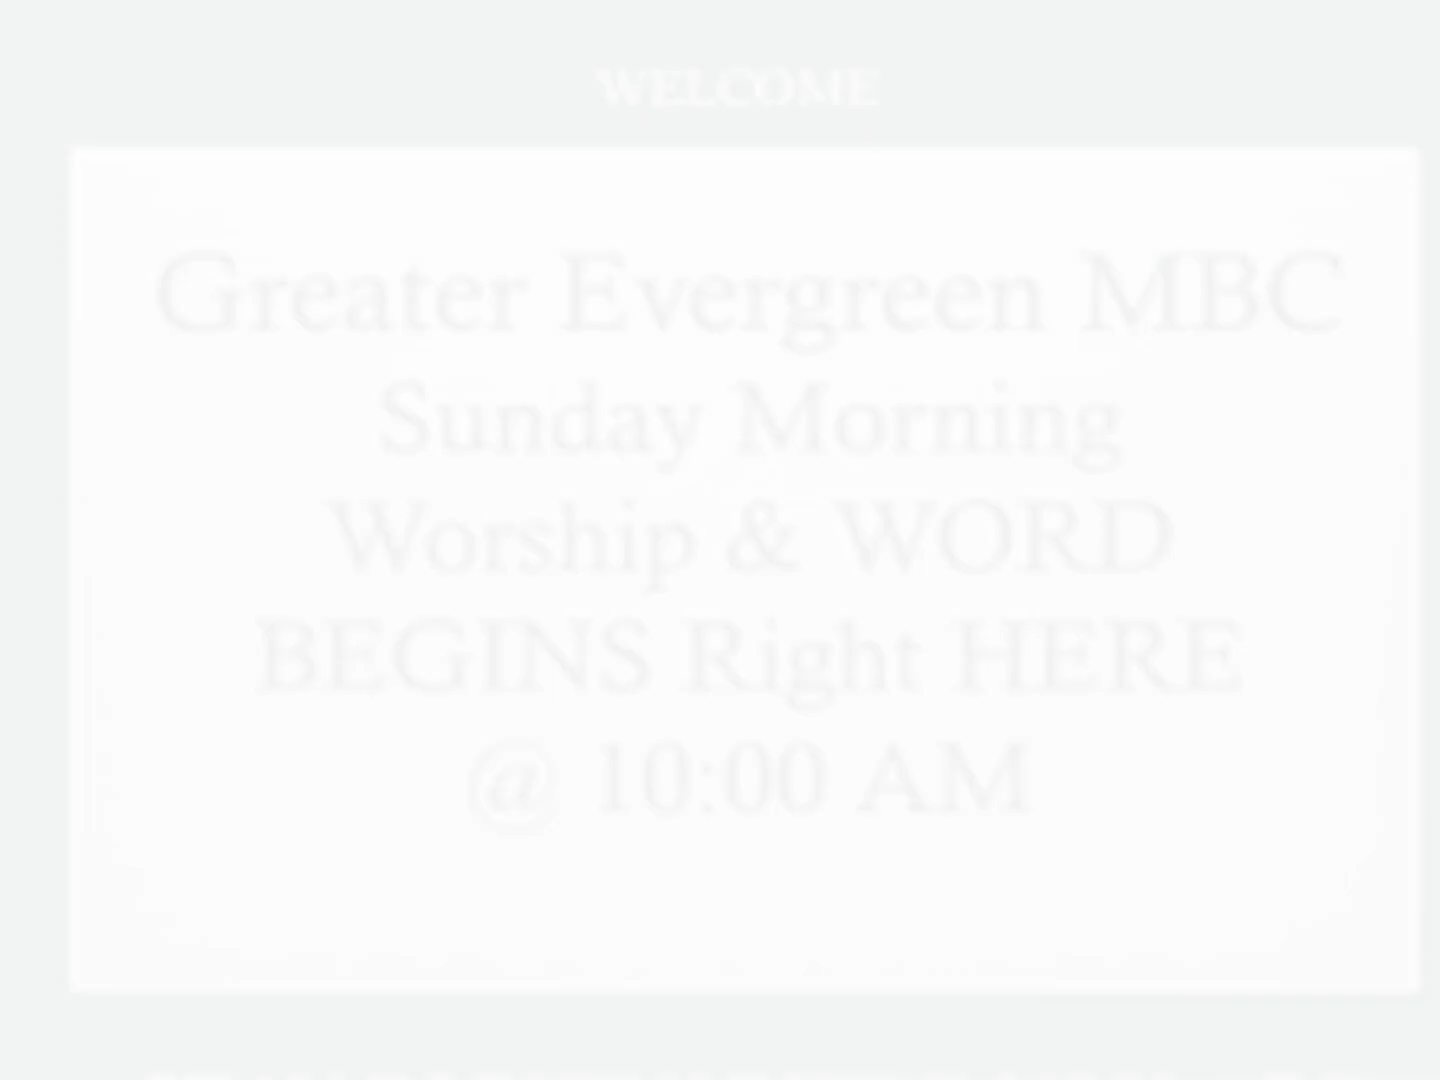 WELCOME
Greater Evergreen MBC
Sunday Morning
Worship & WORD
BEGINS Right HERE
@ 10:00 AM